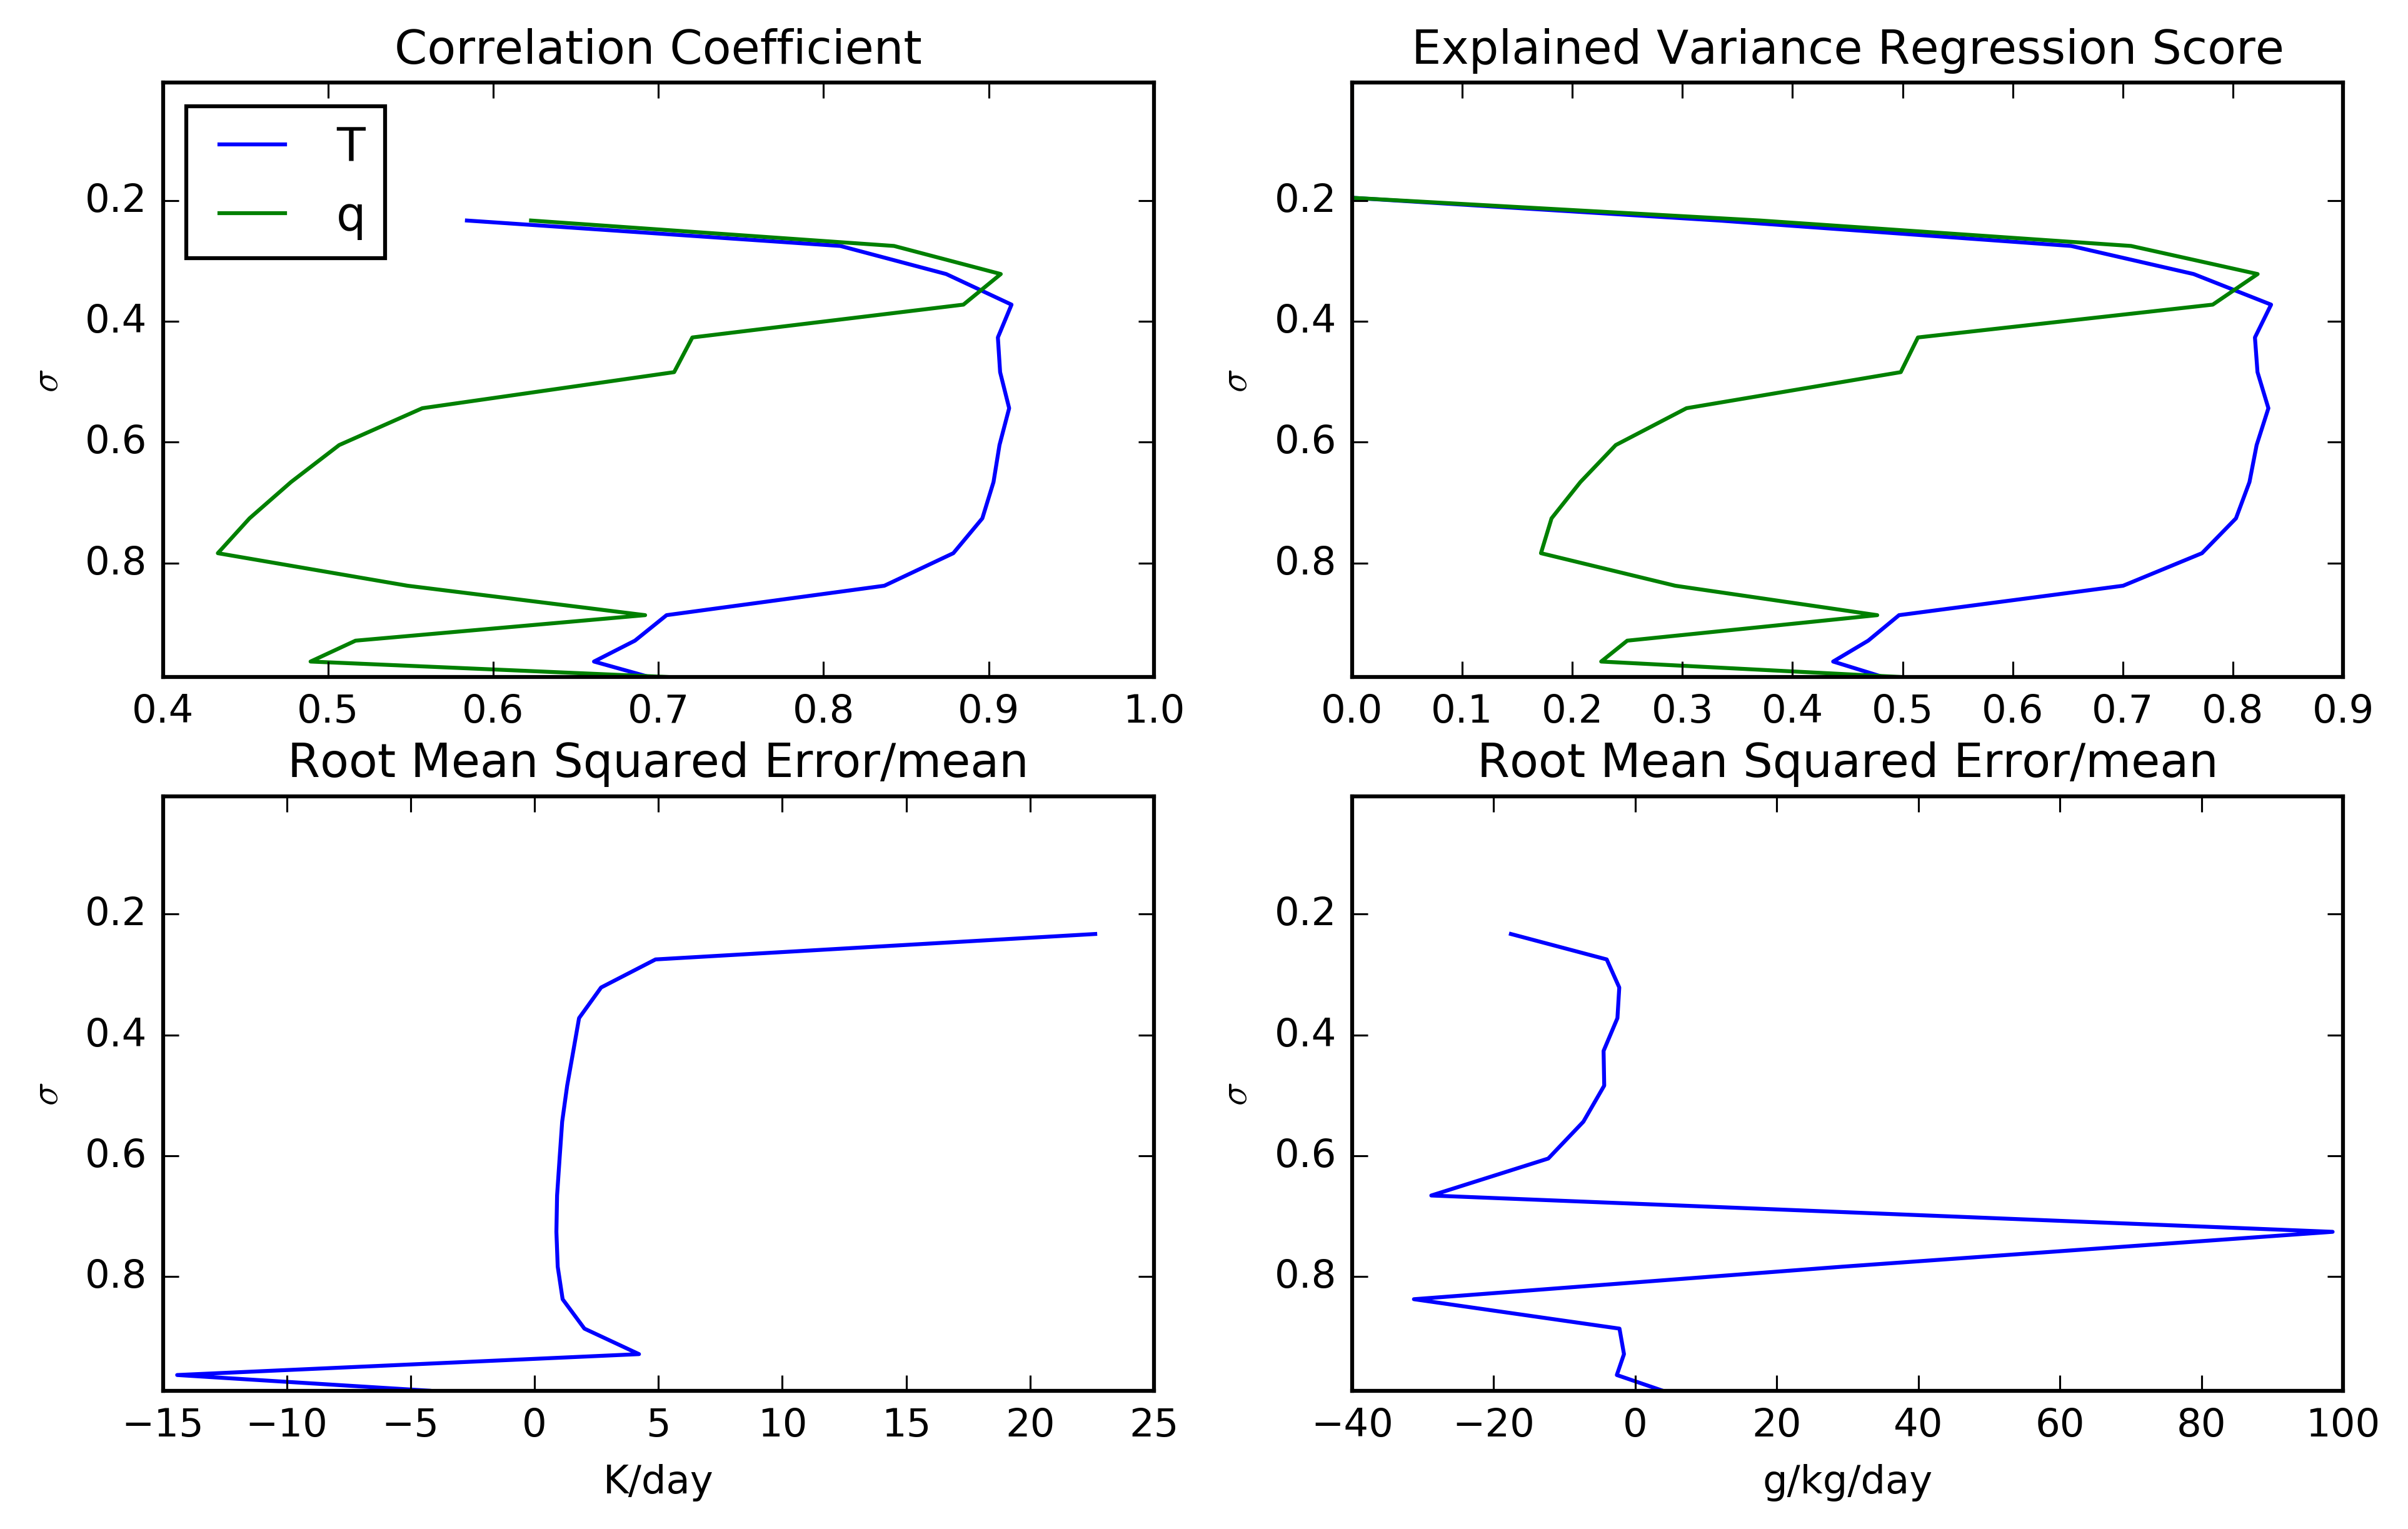 Correlation Coefficient
T
q
0.2
0.4
0.6
0.8
σ
0.4 0.5 0.6 0.7 0.8 0.9 1.0
Explained Variance Regression Score
0.2
0.4
0.6
0.8
σ
0.0 0.1 0.2 0.3 0.4 0.5 0.6 0.7 0.8 0.9
Root Mean Squared Error/mean
0.2
0.4
0.6
0.8
σ
−15 −10 −5 0 5 10 15 20 25
K/day
Root Mean Squared Error/mean
0.2
0.4
0.6
0.8
σ
−40 −20 0 20 40 60 80 100
g/kg/day